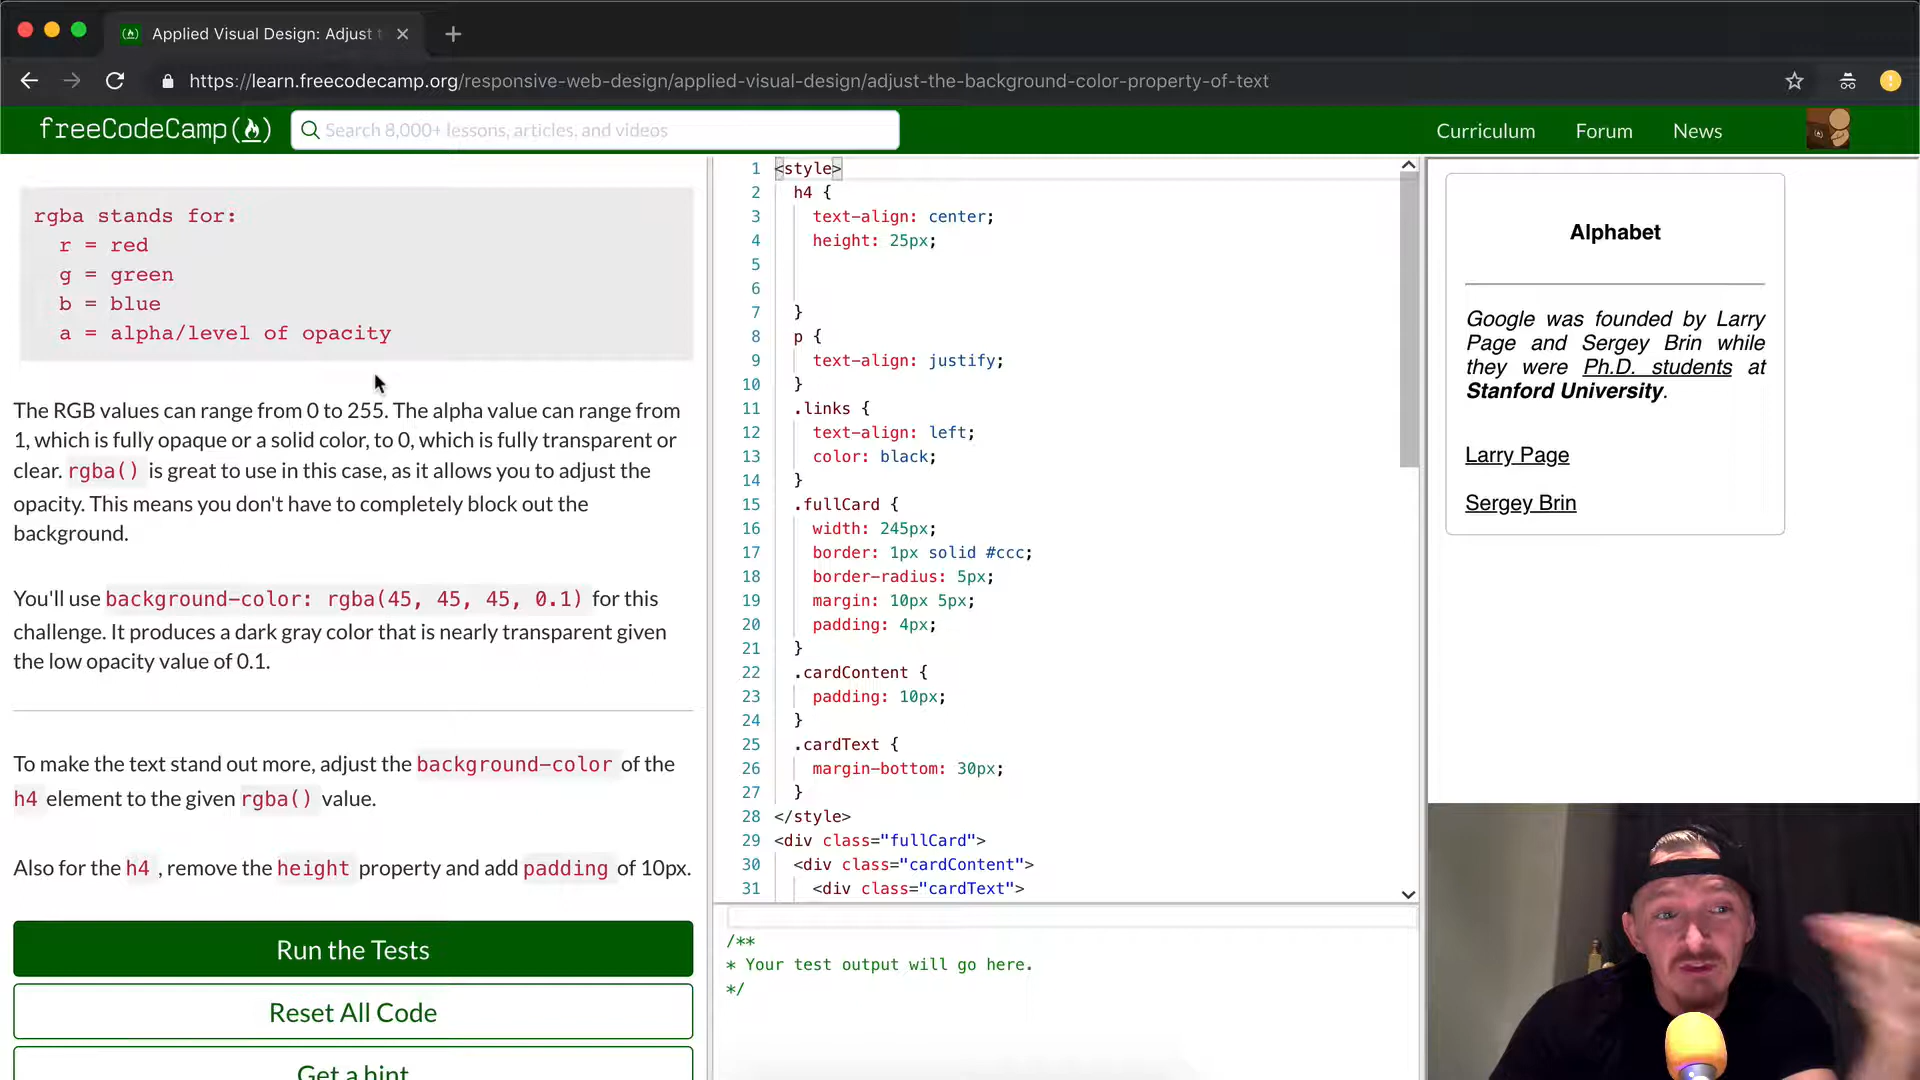 Applied Visual Design: Adjust t
https://learn.freecodecamp.org/responsive-web-design/applied-visual-design/adjust-the-background-color-property-of-text
freeCodeCamp
Search 8,000+ lessons, articles, and videos
Curriculum Forum News
rgba stands for:
r = red
g = green
b = blue
a = alpha/level of opacity
The RGB values can range from 0 to 255. The alpha value can range from
1, which is fully opaque or a solid color, to 0, which is fully transparent or
clear. rgba() is great to use in this case, as it allows you to adjust the
opacity. This means you don't have to completely block out the
background.
You'll use background-color: rgba(45, 45, 45, 0.1) for this
challenge. It produces a dark gray color that is nearly transparent given
the low opacity value of 0.1.
To make the text stand out more, adjust the background-color of the
h4 element to the given rgba() value.
Also for the h4 , remove the height property and add padding of 10px.
Run the Tests
Reset All Code
Get a hint
1 <style>
2 h4 {
3 text-align: center;
4 height: 25px;
5
6
7 }
8 p {
9 text-align: justify;
10 }
11 .links {
12 text-align: left;
13 color: black;
14 }
15 .fullCard {
16 width: 245px;
17 border: 1px solid #ccc;
18 border-radius: 5px;
19 margin: 10px 5px;
20 padding: 4px;
21 }
22 .cardContent {
23 padding: 10px;
24 }
25 .cardText {
26 margin-bottom: 30px;
27 }
28 </style>
29 <div class="fullCard">
30 <div class="cardContent">
31 <div class="cardText">
/**
* Your test output will go here.
*/
Alphabet
Google was founded by Larry
Page and Sergey Brin while
they were Ph.D. students at
Stanford University.
Larry Page
Sergey Brin